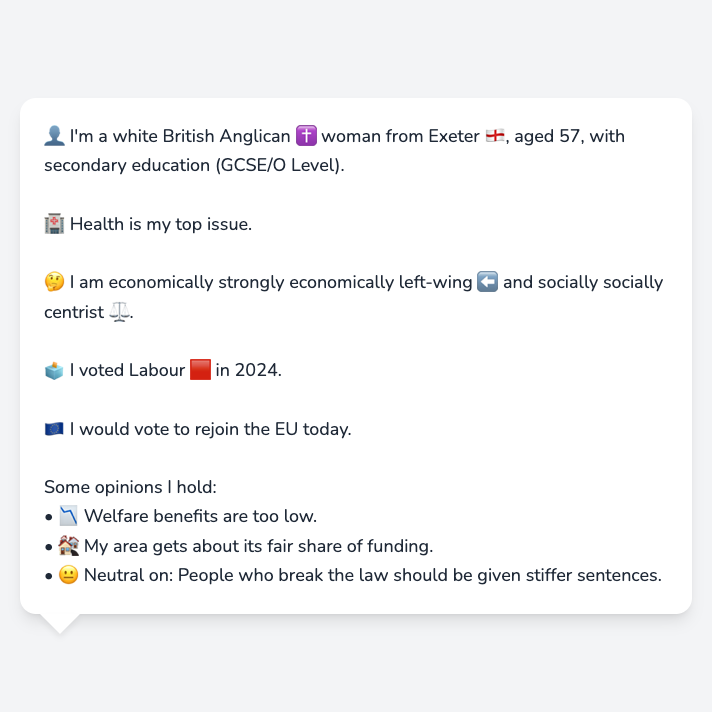 👤 I'm a white British Anglican ✝️ woman from Exeter 🏴󠁧󠁢󠁥󠁮󠁧󠁿, aged 57, with
secondary education (GCSE/O Level).
🏥 Health is my top issue.
🤔 I am economically strongly economically left-wing ⬅️ and socially socially
centrist ⚖️.
🗳️ I voted Labour 🟥 in 2024.
🇪🇺 I would vote to rejoin the EU today.
Some opinions I hold:
• 📉 Welfare benefits are too low.
• 🏘️ My area gets about its fair share of funding.
• 😐 Neutral on: People who break the law should be given stiffer sentences.